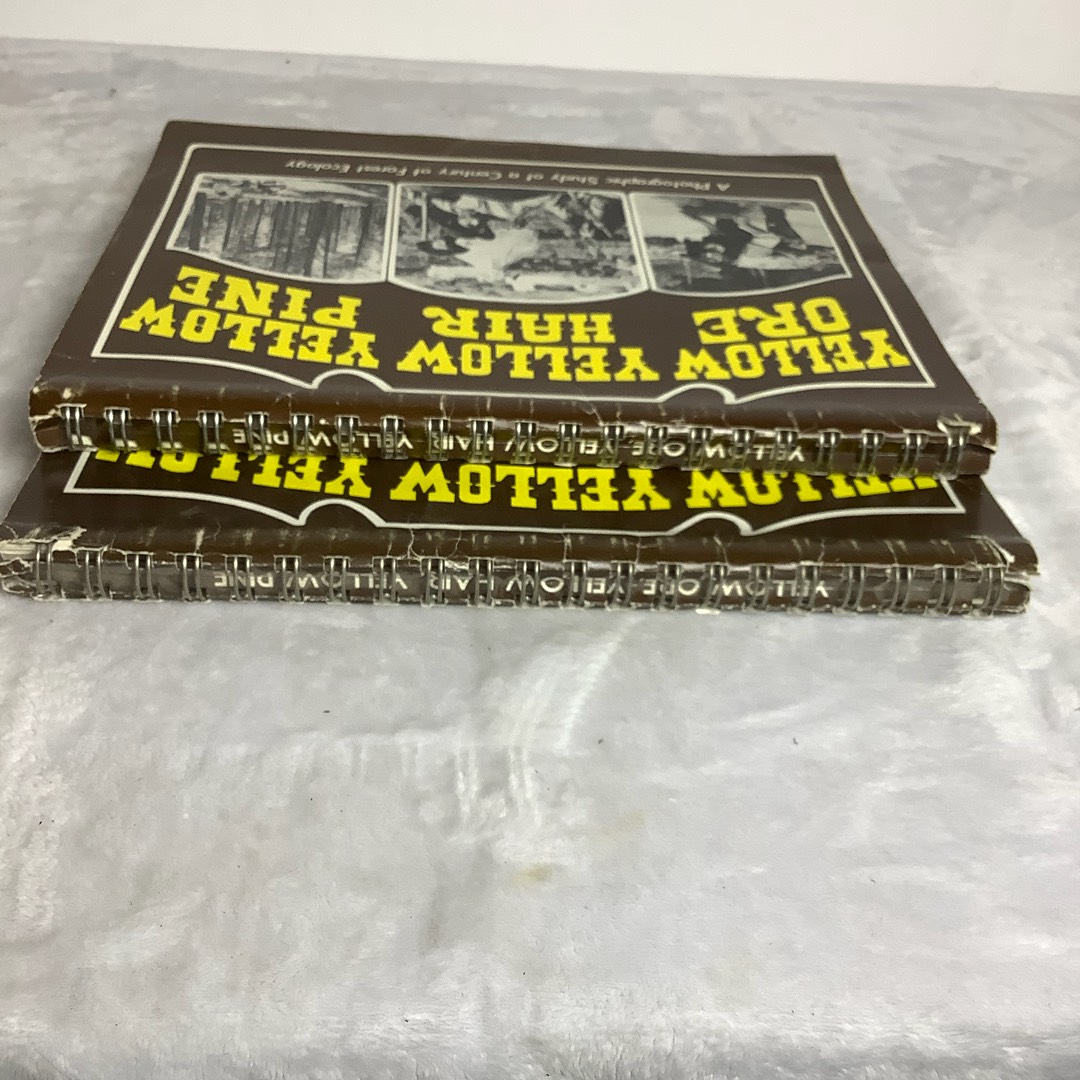 YELLOW YELLOW YELLOW
ORE HAIR PINE
A Photographic Study of a Century of Forest Ecology
YELLOW ORE, YELLOW HAIR, YELLOW PINE
YELLOW YELLOW YELLOW
YELLOW ORE, YELLOW HAIR, YELLOW PINE